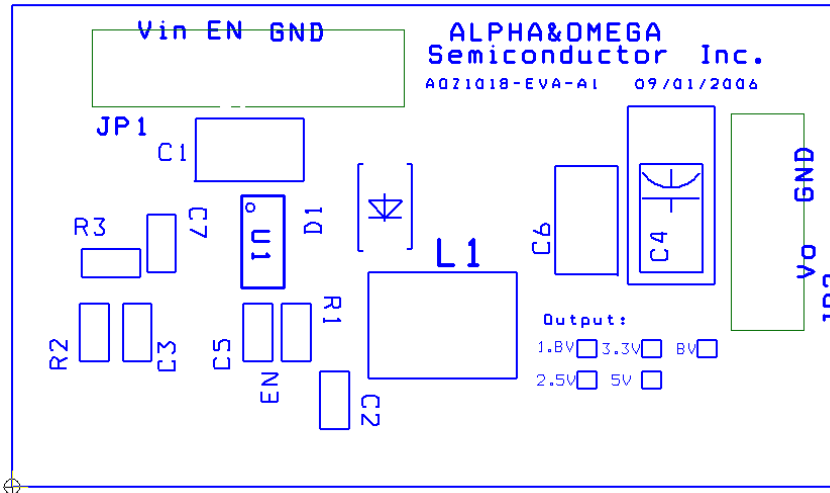 Vin EN GND
ALPHA&OMEGA
Semiconductor Inc.
AOZ1018-EVA-A1 09/01/2006
JP1
C1
R3
C7
U1
D1
L1
C6
C4
GND
Vo
JP2
R2
C3
C5
R1
EN
C2
Output:
1.8V 3.3V 8V
2.5V 5V